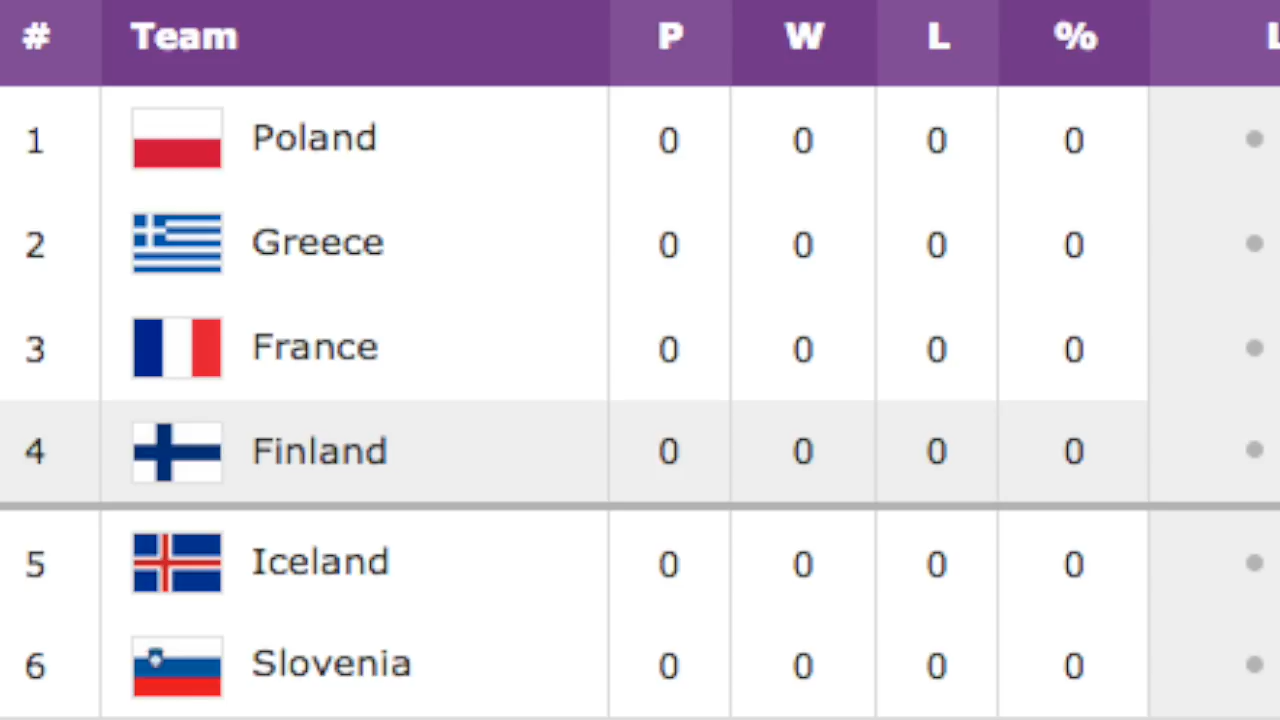 # Team P W L %
1 Poland 0 0 0 0
2 Greece 0 0 0 0
3 France 0 0 0 0
4 Finland 0 0 0 0
5 Iceland 0 0 0 0
6 Slovenia 0 0 0 0